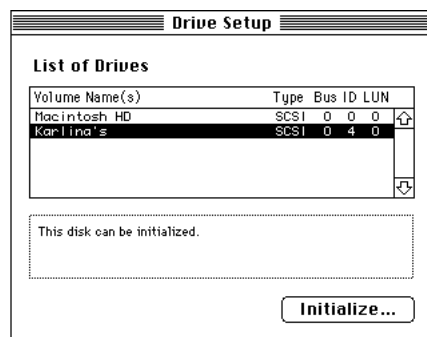 Drive Setup
List of Drives
Volume Name(s) Type Bus ID LUN
Macintosh HD SCSI 0 0 0
Karlina's SCSI 0 4 0
This disk can be initialized.
Initialize...